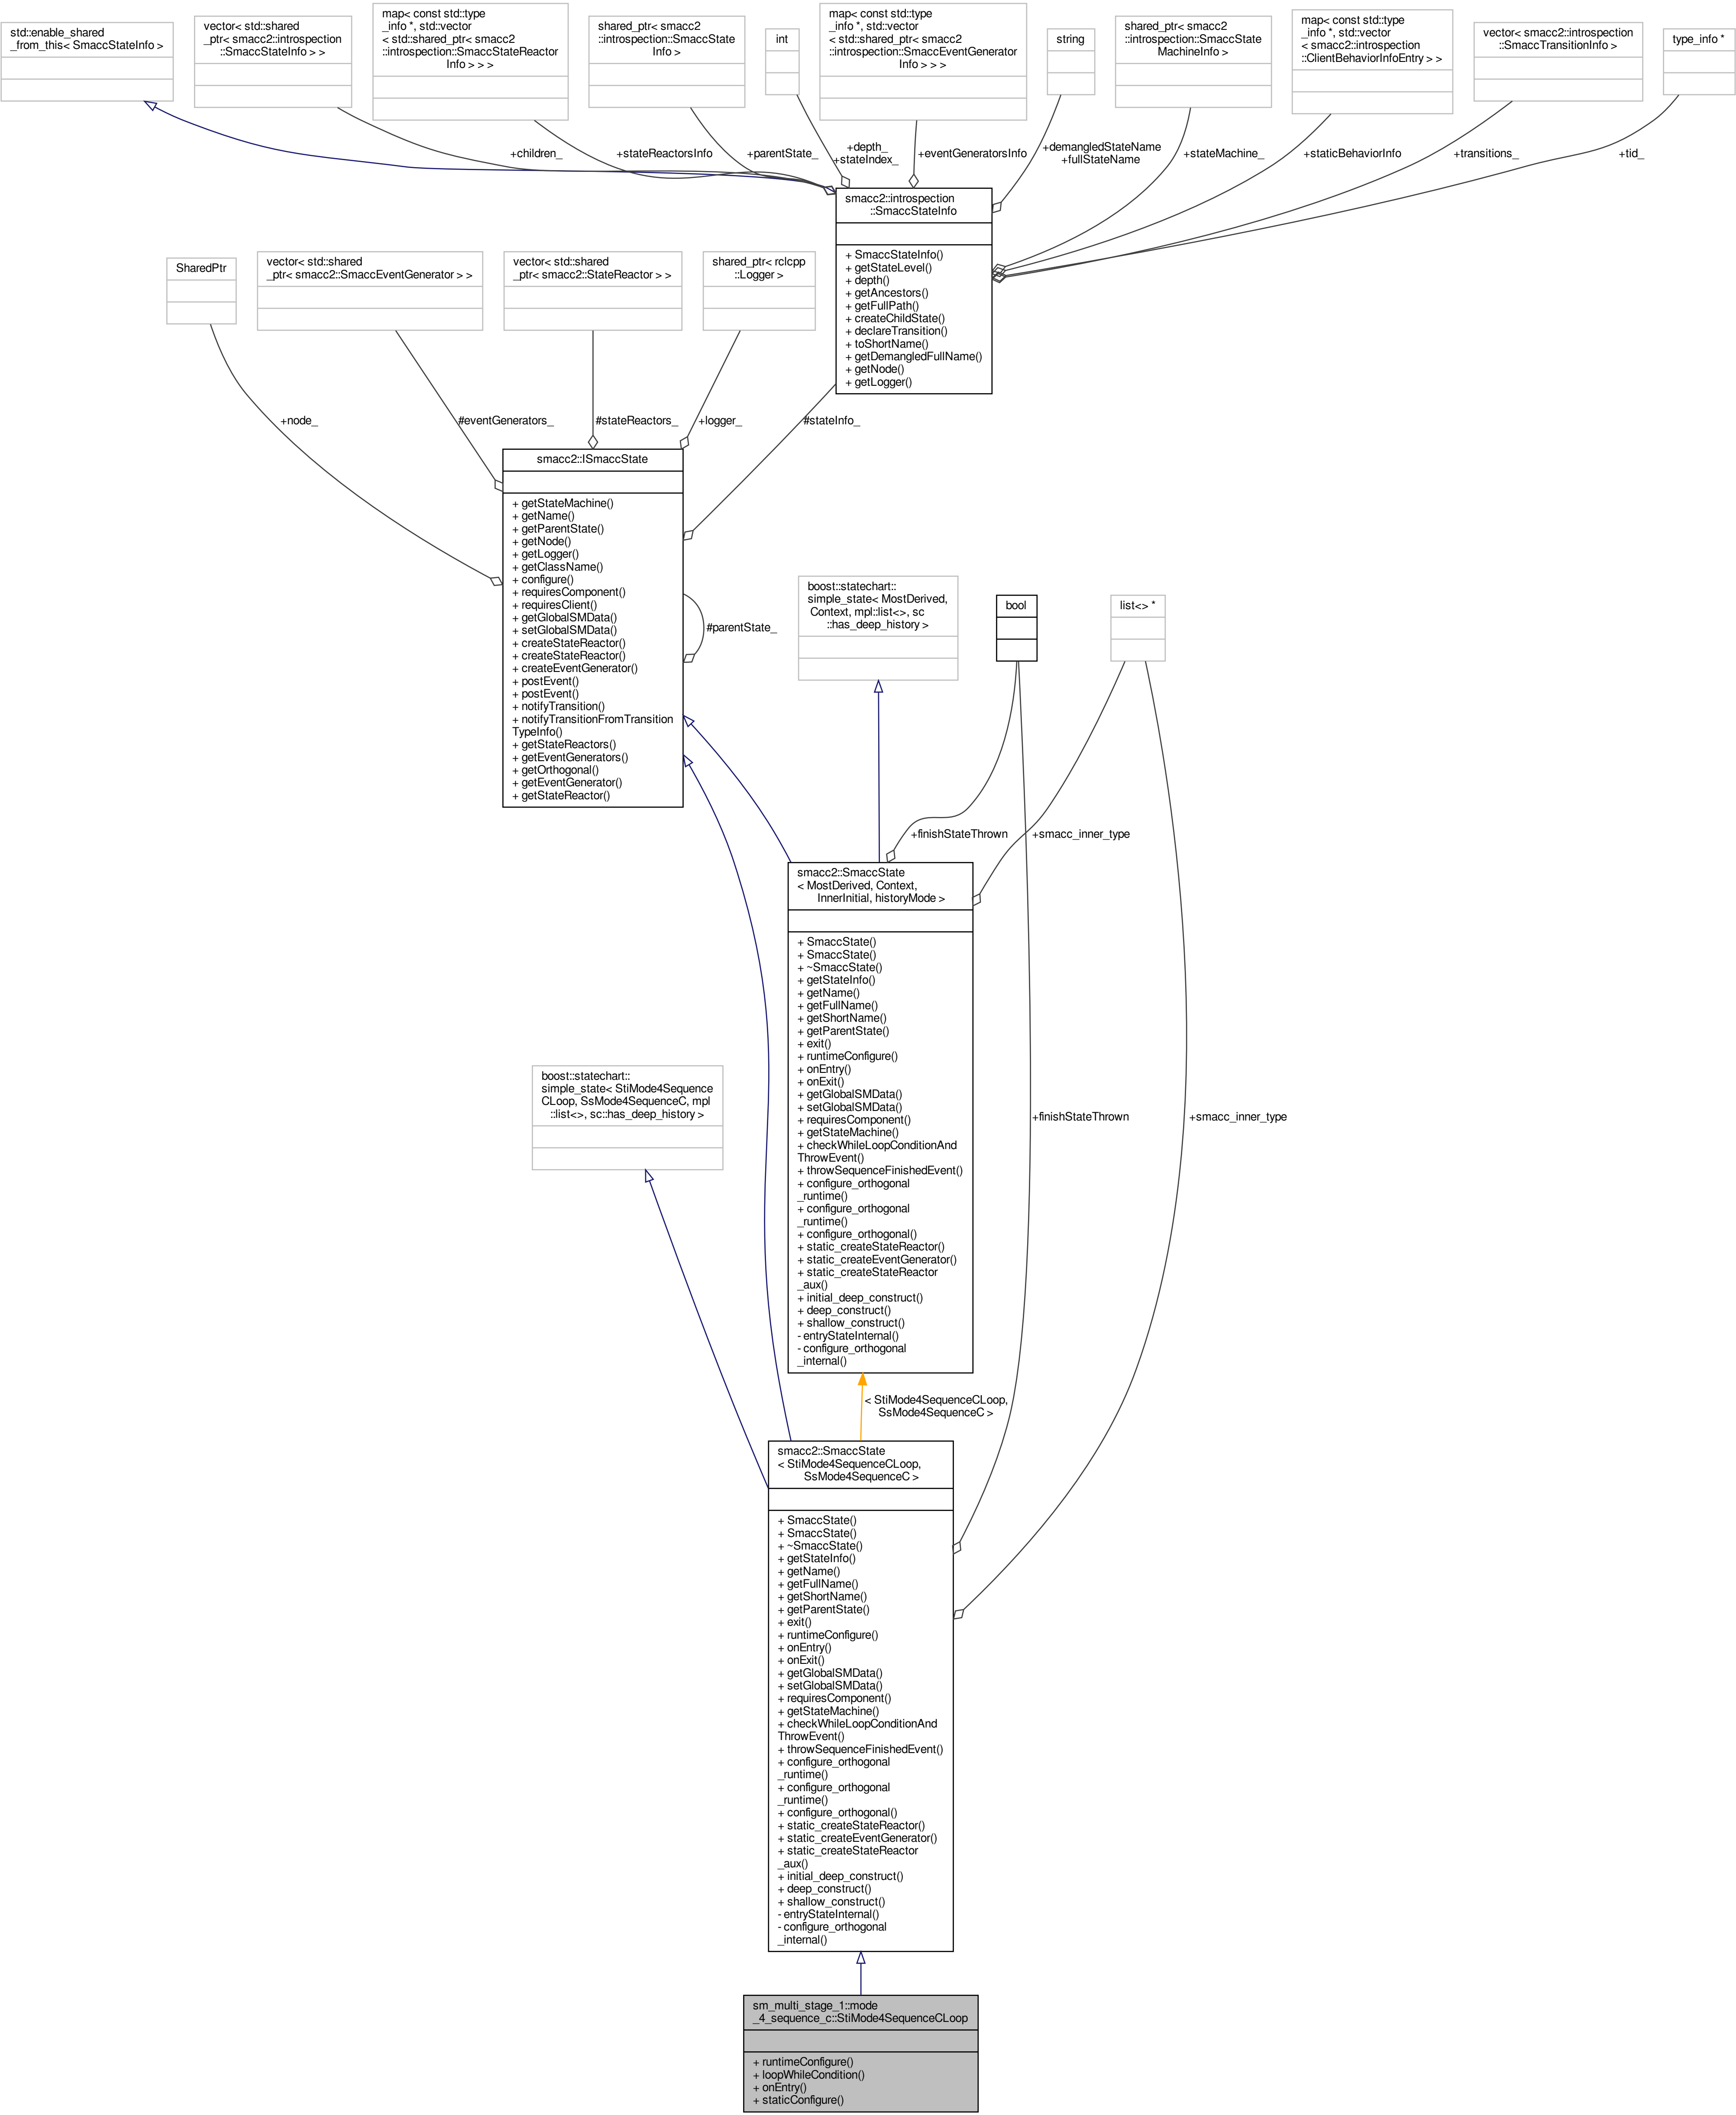 std::enable_shared
_from_this< SmaccStateInfo >
vector< std::shared
_ptr< smacc2::introspection
::SmaccStateInfo > >
map< const std::type
_info *, std::vector
< std::shared_ptr< smacc2
::introspection::SmaccStateReactor
Info > > >
shared_ptr< smacc2
::introspection::SmaccState
Info >
int
map< const std::type
_info *, std::vector
< std::shared_ptr< smacc2
::introspection::SmaccEventGenerator
Info > > >
string
shared_ptr< smacc2
::introspection::SmaccState
MachineInfo >
map< const std::type
_info *, std::vector
< smacc2::introspection
::ClientBehaviorInfoEntry > >
vector< smacc2::introspection
::SmaccTransitionInfo >
type_info *
+children_
+stateReactorsInfo
+parentState_
+depth_
+stateIndex_
+eventGeneratorsInfo
+demangledStateName
+fullStateName
+stateMachine_
+staticBehaviorInfo
+transitions_
+tid_
smacc2::introspection
::SmaccStateInfo
+ SmaccStateInfo()
+ getStateLevel()
+ depth()
+ getAncestors()
+ getFullPath()
+ createChildState()
+ declareTransition()
+ toShortName()
+ getDemangledFullName()
+ getNode()
+ getLogger()
SharedPtr
vector< std::shared
_ptr< smacc2::SmaccEventGenerator > >
vector< std::shared
_ptr< smacc2::StateReactor > >
shared_ptr< rclcpp
::Logger >
+node_
#eventGenerators_
#stateReactors_
+logger_
#stateInfo_
smacc2::ISmaccState
+ getStateMachine()
+ getName()
+ getParentState()
+ getNode()
+ getLogger()
+ getClassName()
+ configure()
+ requiresComponent()
+ requiresClient()
+ getGlobalSMData()
+ setGlobalSMData()
+ createStateReactor()
+ createStateReactor()
+ createEventGenerator()
+ postEvent()
+ postEvent()
+ notifyTransition()
+ notifyTransitionFromTransition
TypeInfo()
+ getStateReactors()
+ getEventGenerators()
+ getOrthogonal()
+ getEventGenerator()
+ getStateReactor()
#parentState_
boost::statechart::
simple_state< MostDerived,
Context, mpl::list<>, sc
::has_deep_history >
bool
list<> *
+finishStateThrown
+smacc_inner_type
smacc2::SmaccState
< MostDerived, Context,
InnerInitial, historyMode >
+ SmaccState()
+ SmaccState()
+ ~SmaccState()
+ getStateInfo()
+ getName()
+ getFullName()
+ getShortName()
+ getParentState()
+ exit()
+ runtimeConfigure()
+ onEntry()
+ onExit()
+ getGlobalSMData()
+ setGlobalSMData()
+ requiresComponent()
+ getStateMachine()
+ checkWhileLoopConditionAnd
ThrowEvent()
+ throwSequenceFinishedEvent()
+ configure_orthogonal
_runtime()
+ configure_orthogonal
_runtime()
+ configure_orthogonal()
+ static_createStateReactor()
+ static_createEventGenerator()
+ static_createStateReactor
_aux()
+ initial_deep_construct()
+ deep_construct()
+ shallow_construct()
- entryStateInternal()
- configure_orthogonal
_internal()
boost::statechart::
simple_state< StiMode4Sequence
CLoop, SsMode4SequenceC, mpl
::list<>, sc::has_deep_history >
+finishStateThrown
+smacc_inner_type
< StiMode4SequenceCLoop,
SsMode4SequenceC >
smacc2::SmaccState
< StiMode4SequenceCLoop,
SsMode4SequenceC >
+ SmaccState()
+ SmaccState()
+ ~SmaccState()
+ getStateInfo()
+ getName()
+ getFullName()
+ getShortName()
+ getParentState()
+ exit()
+ runtimeConfigure()
+ onEntry()
+ onExit()
+ getGlobalSMData()
+ setGlobalSMData()
+ requiresComponent()
+ getStateMachine()
+ checkWhileLoopConditionAnd
ThrowEvent()
+ throwSequenceFinishedEvent()
+ configure_orthogonal
_runtime()
+ configure_orthogonal
_runtime()
+ configure_orthogonal()
+ static_createStateReactor()
+ static_createEventGenerator()
+ static_createStateReactor
_aux()
+ initial_deep_construct()
+ deep_construct()
+ shallow_construct()
- entryStateInternal()
- configure_orthogonal
_internal()
sm_multi_stage_1::mode
_4_sequence_c::StiMode4SequenceCLoop
+ runtimeConfigure()
+ loopWhileCondition()
+ onEntry()
+ staticConfigure()